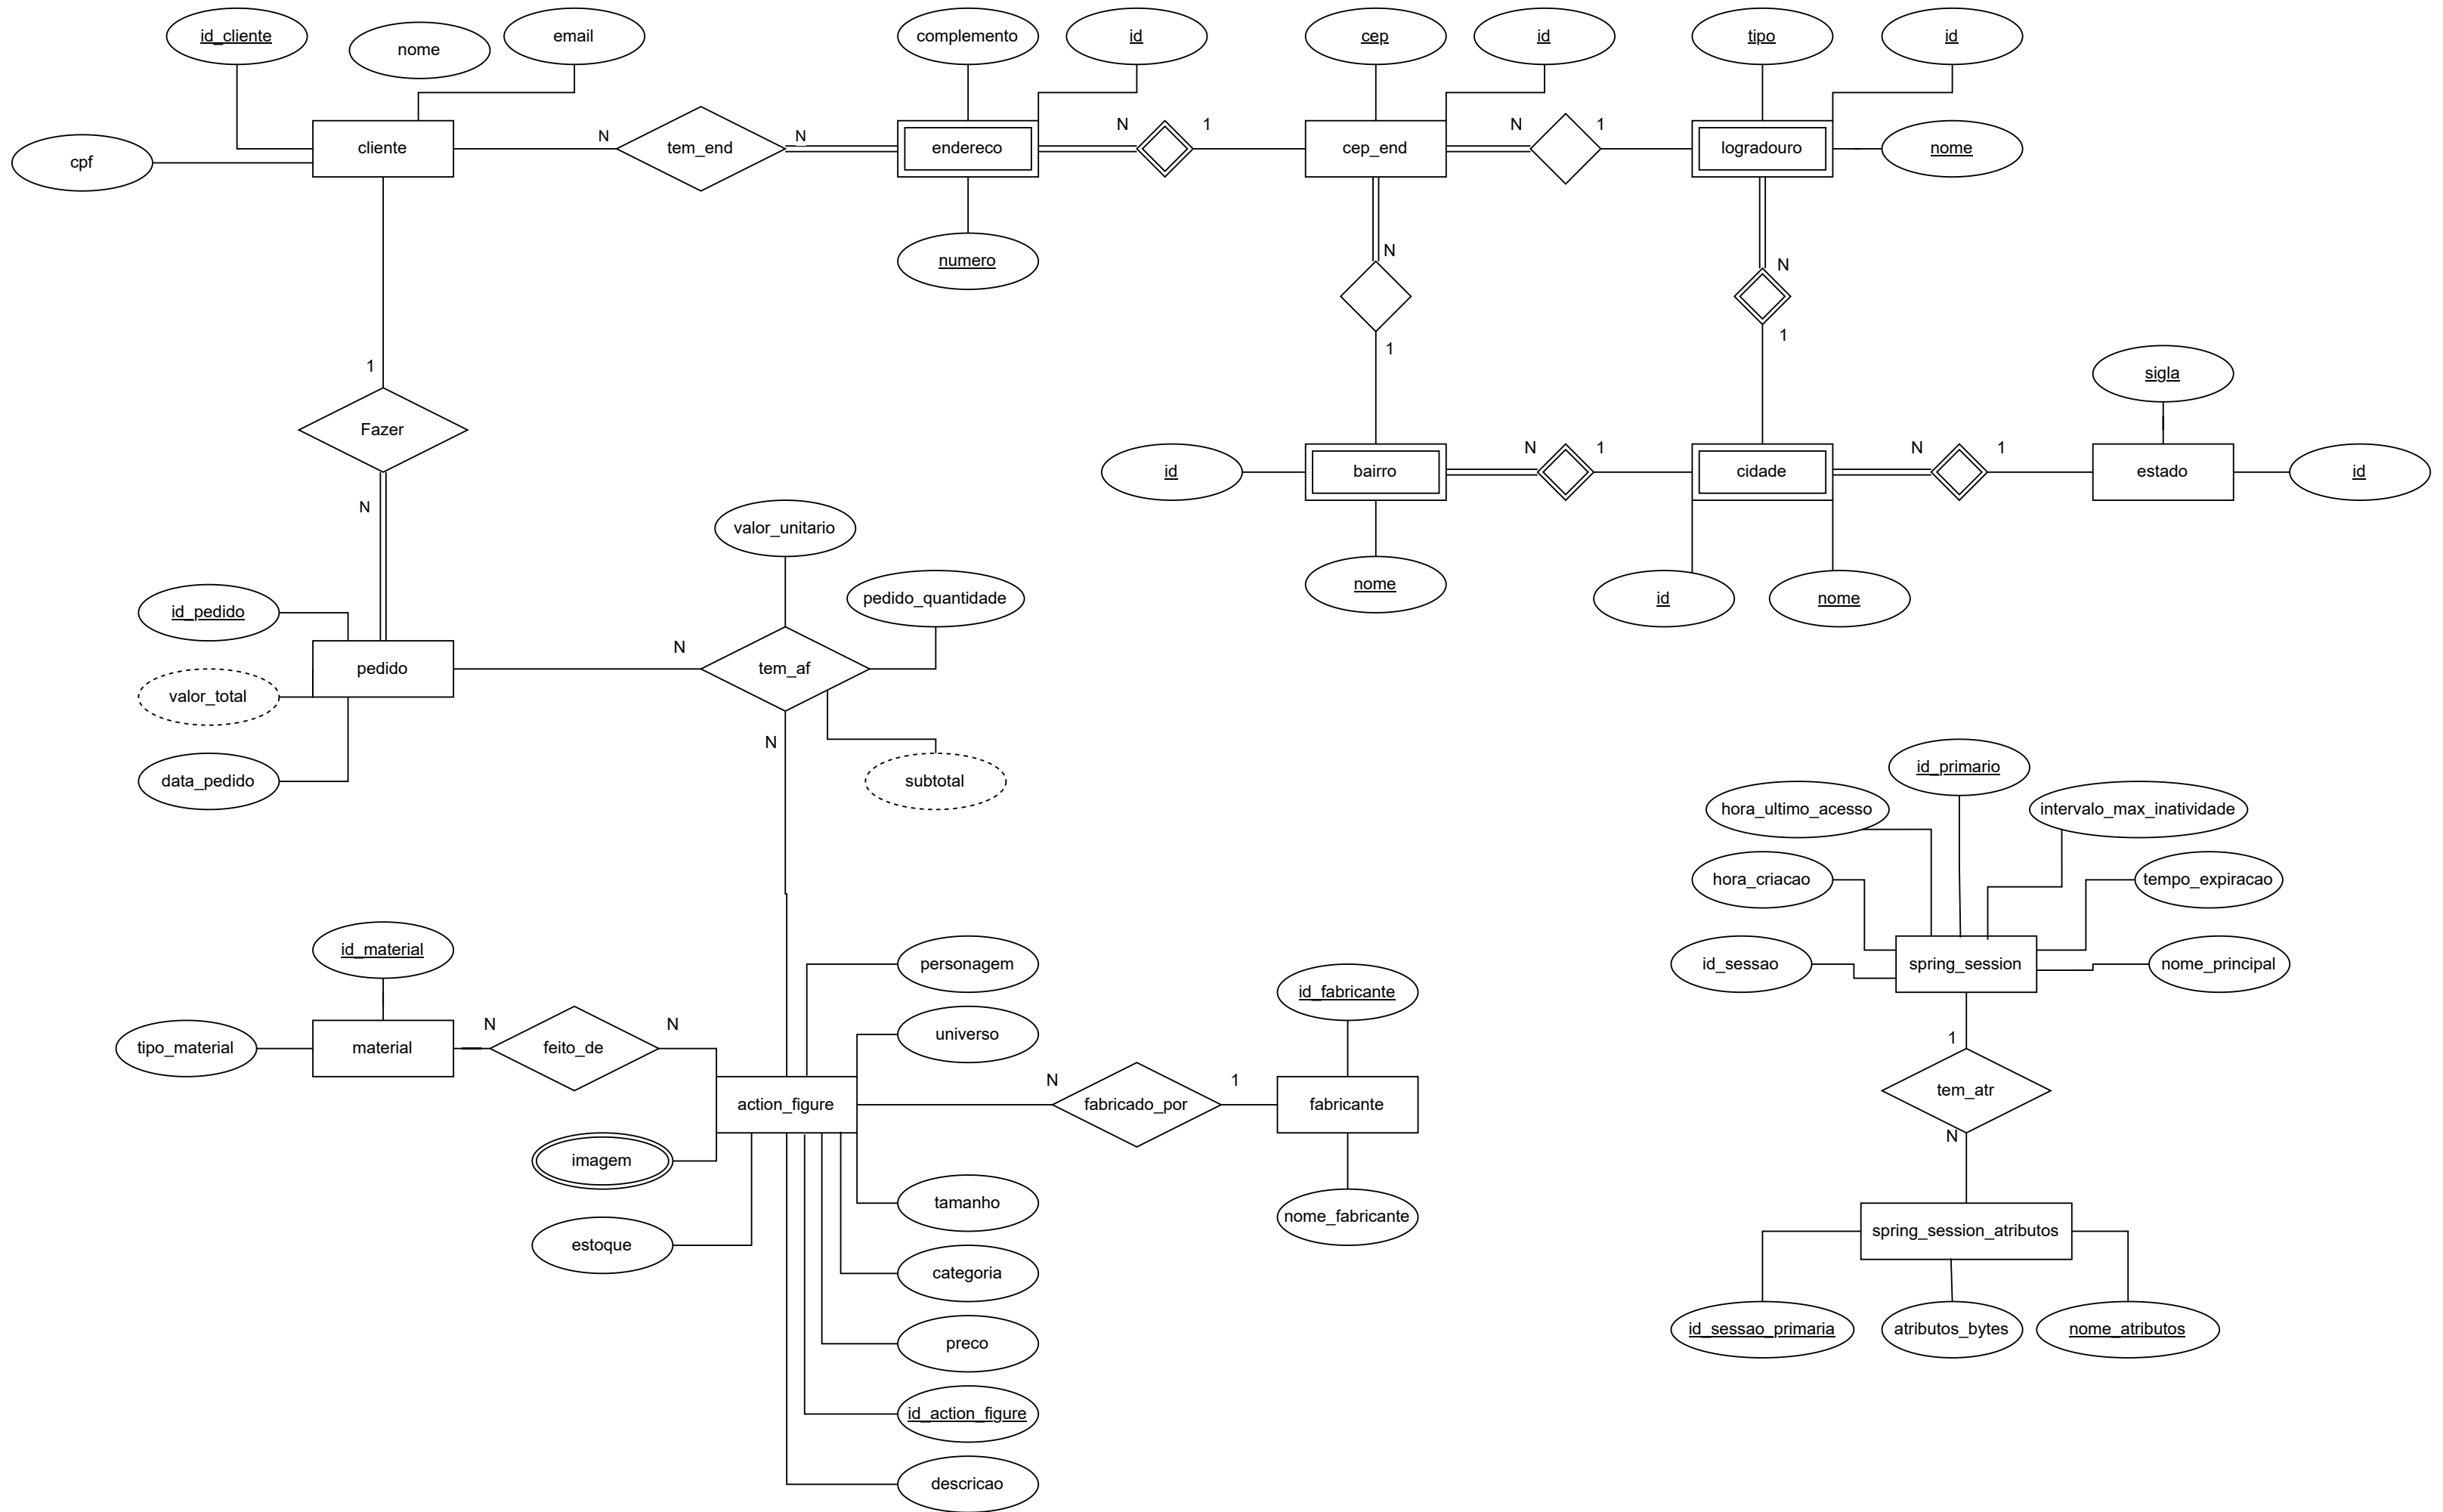 id_cliente
nome
email
complemento
id
cep
id
tipo
id
cpf
cliente
N
tem_end
N
endereco
N
1
cep_end
N
1
logradouro
nome
numero
N
1
N
1
1
Fazer
N
sigla
id
bairro
N
1
cidade
N
1
estado
id
nome
id
nome
valor_unitario
pedido_quantidade
id_pedido
pedido
N
tem_af
valor_total
N
data_pedido
subtotal
id_primario
hora_ultimo_acesso
intervalo_max_inatividade
hora_criacao
tempo_expiracao
id_sessao
spring_session
nome_principal
1
tem_atr
N
spring_session_atributos
id_sessao_primaria
atributos_bytes
nome_atributos
id_material
tipo_material
material
N
feito_de
N
personagem
universo
action_figure
N
fabricado_por
1
id_fabricante
fabricante
nome_fabricante
imagem
estoque
tamanho
categoria
preco
id_action_figure
descricao